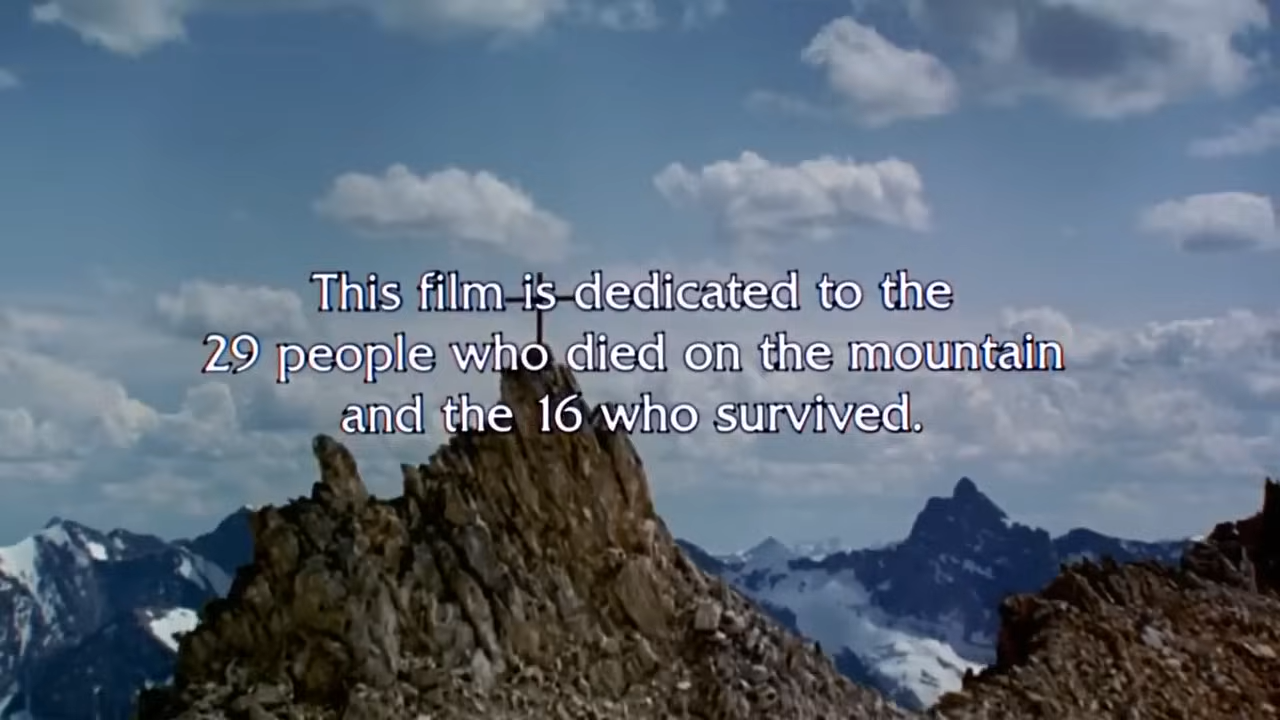 This film is dedicated to the
29 people who died on the mountain
and the 16 who survived.